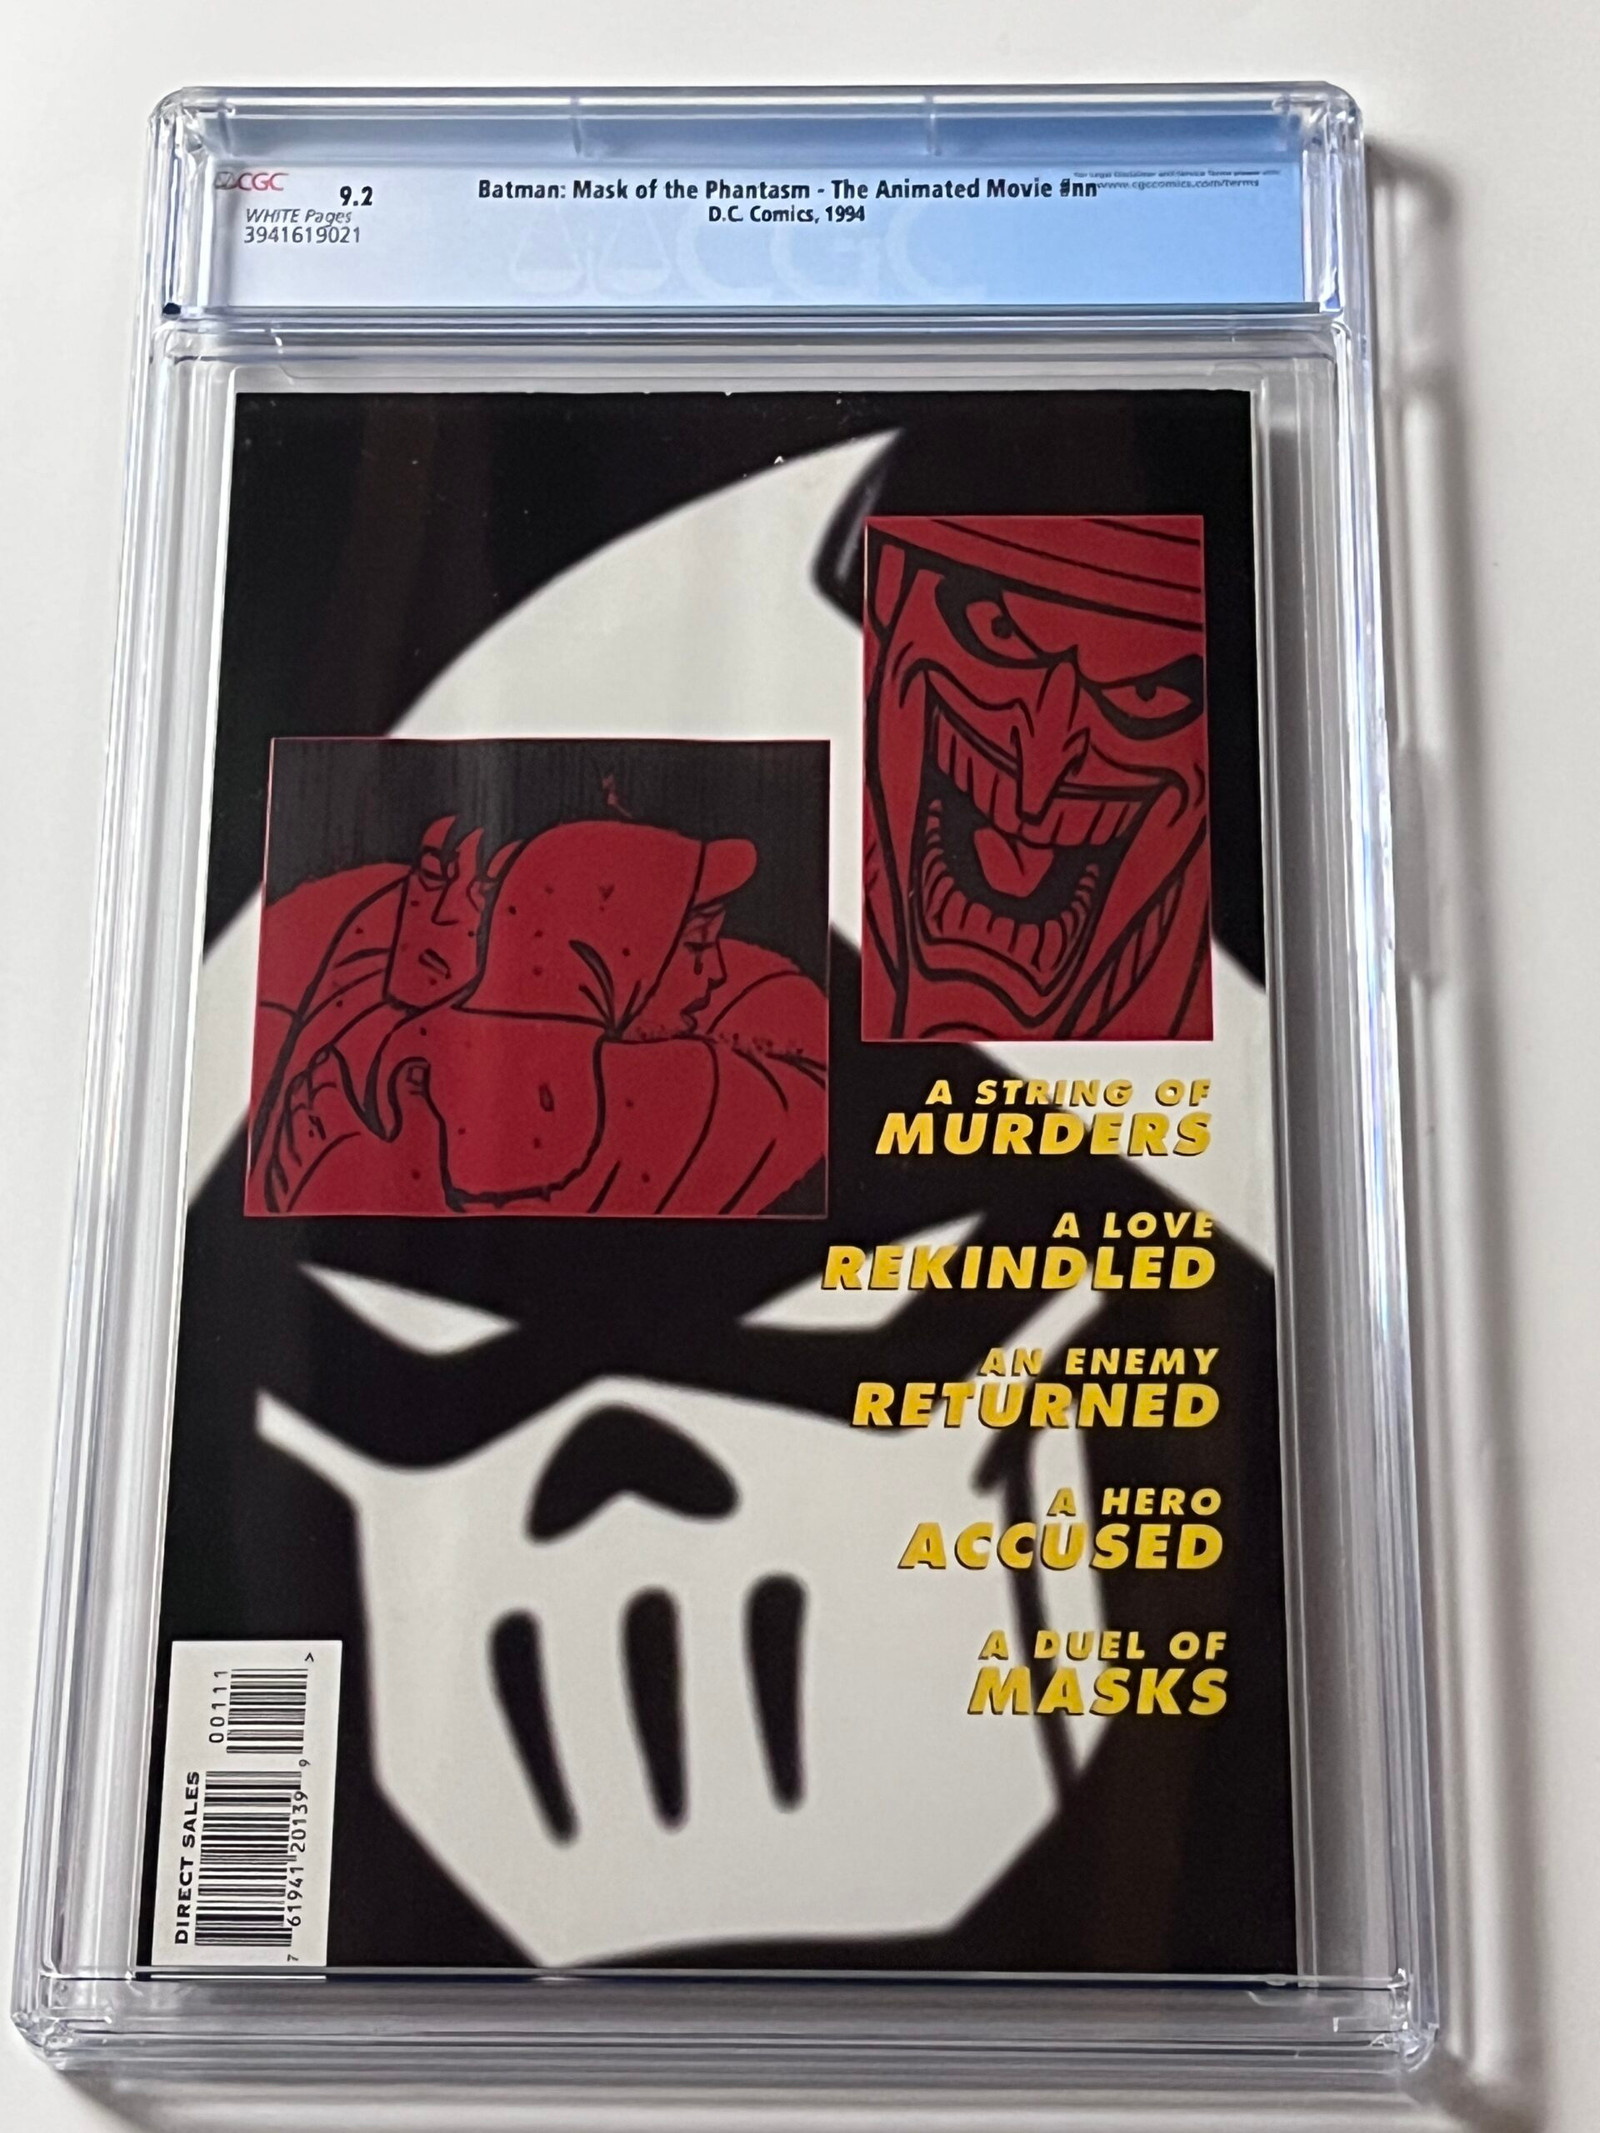 CGC
9.2
WHITE Pages
3941619021
Batman: Mask of the Phantasm - The Animated Movie #nn
D.C. Comics, 1994
www.cgccomics.com/terms
CGC
A STRING OF
MURDERS
A LOVE
REKINDLED
AN ENEMY
RETURNED
A HERO
ACCUSED
A DUEL OF
MASKS
DIRECT SALES
7 61941 20139 9
00111 >